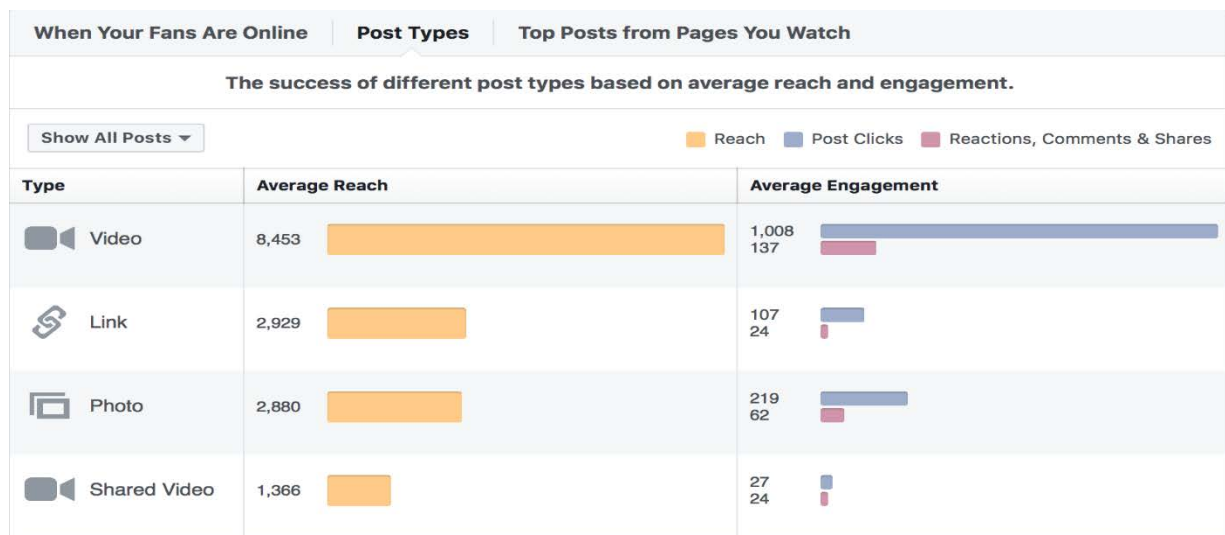 When Your Fans Are Online Post Types Top Posts from Pages You Watch
The success of different post types based on average reach and engagement.
Show All Posts Reach Post Clicks Reactions, Comments & Shares
Type Average Reach Average Engagement
Video 8,453 1,008
137
Link 2,929 107
24
Photo 2,880 219
62
Shared Video 1,366 27
24